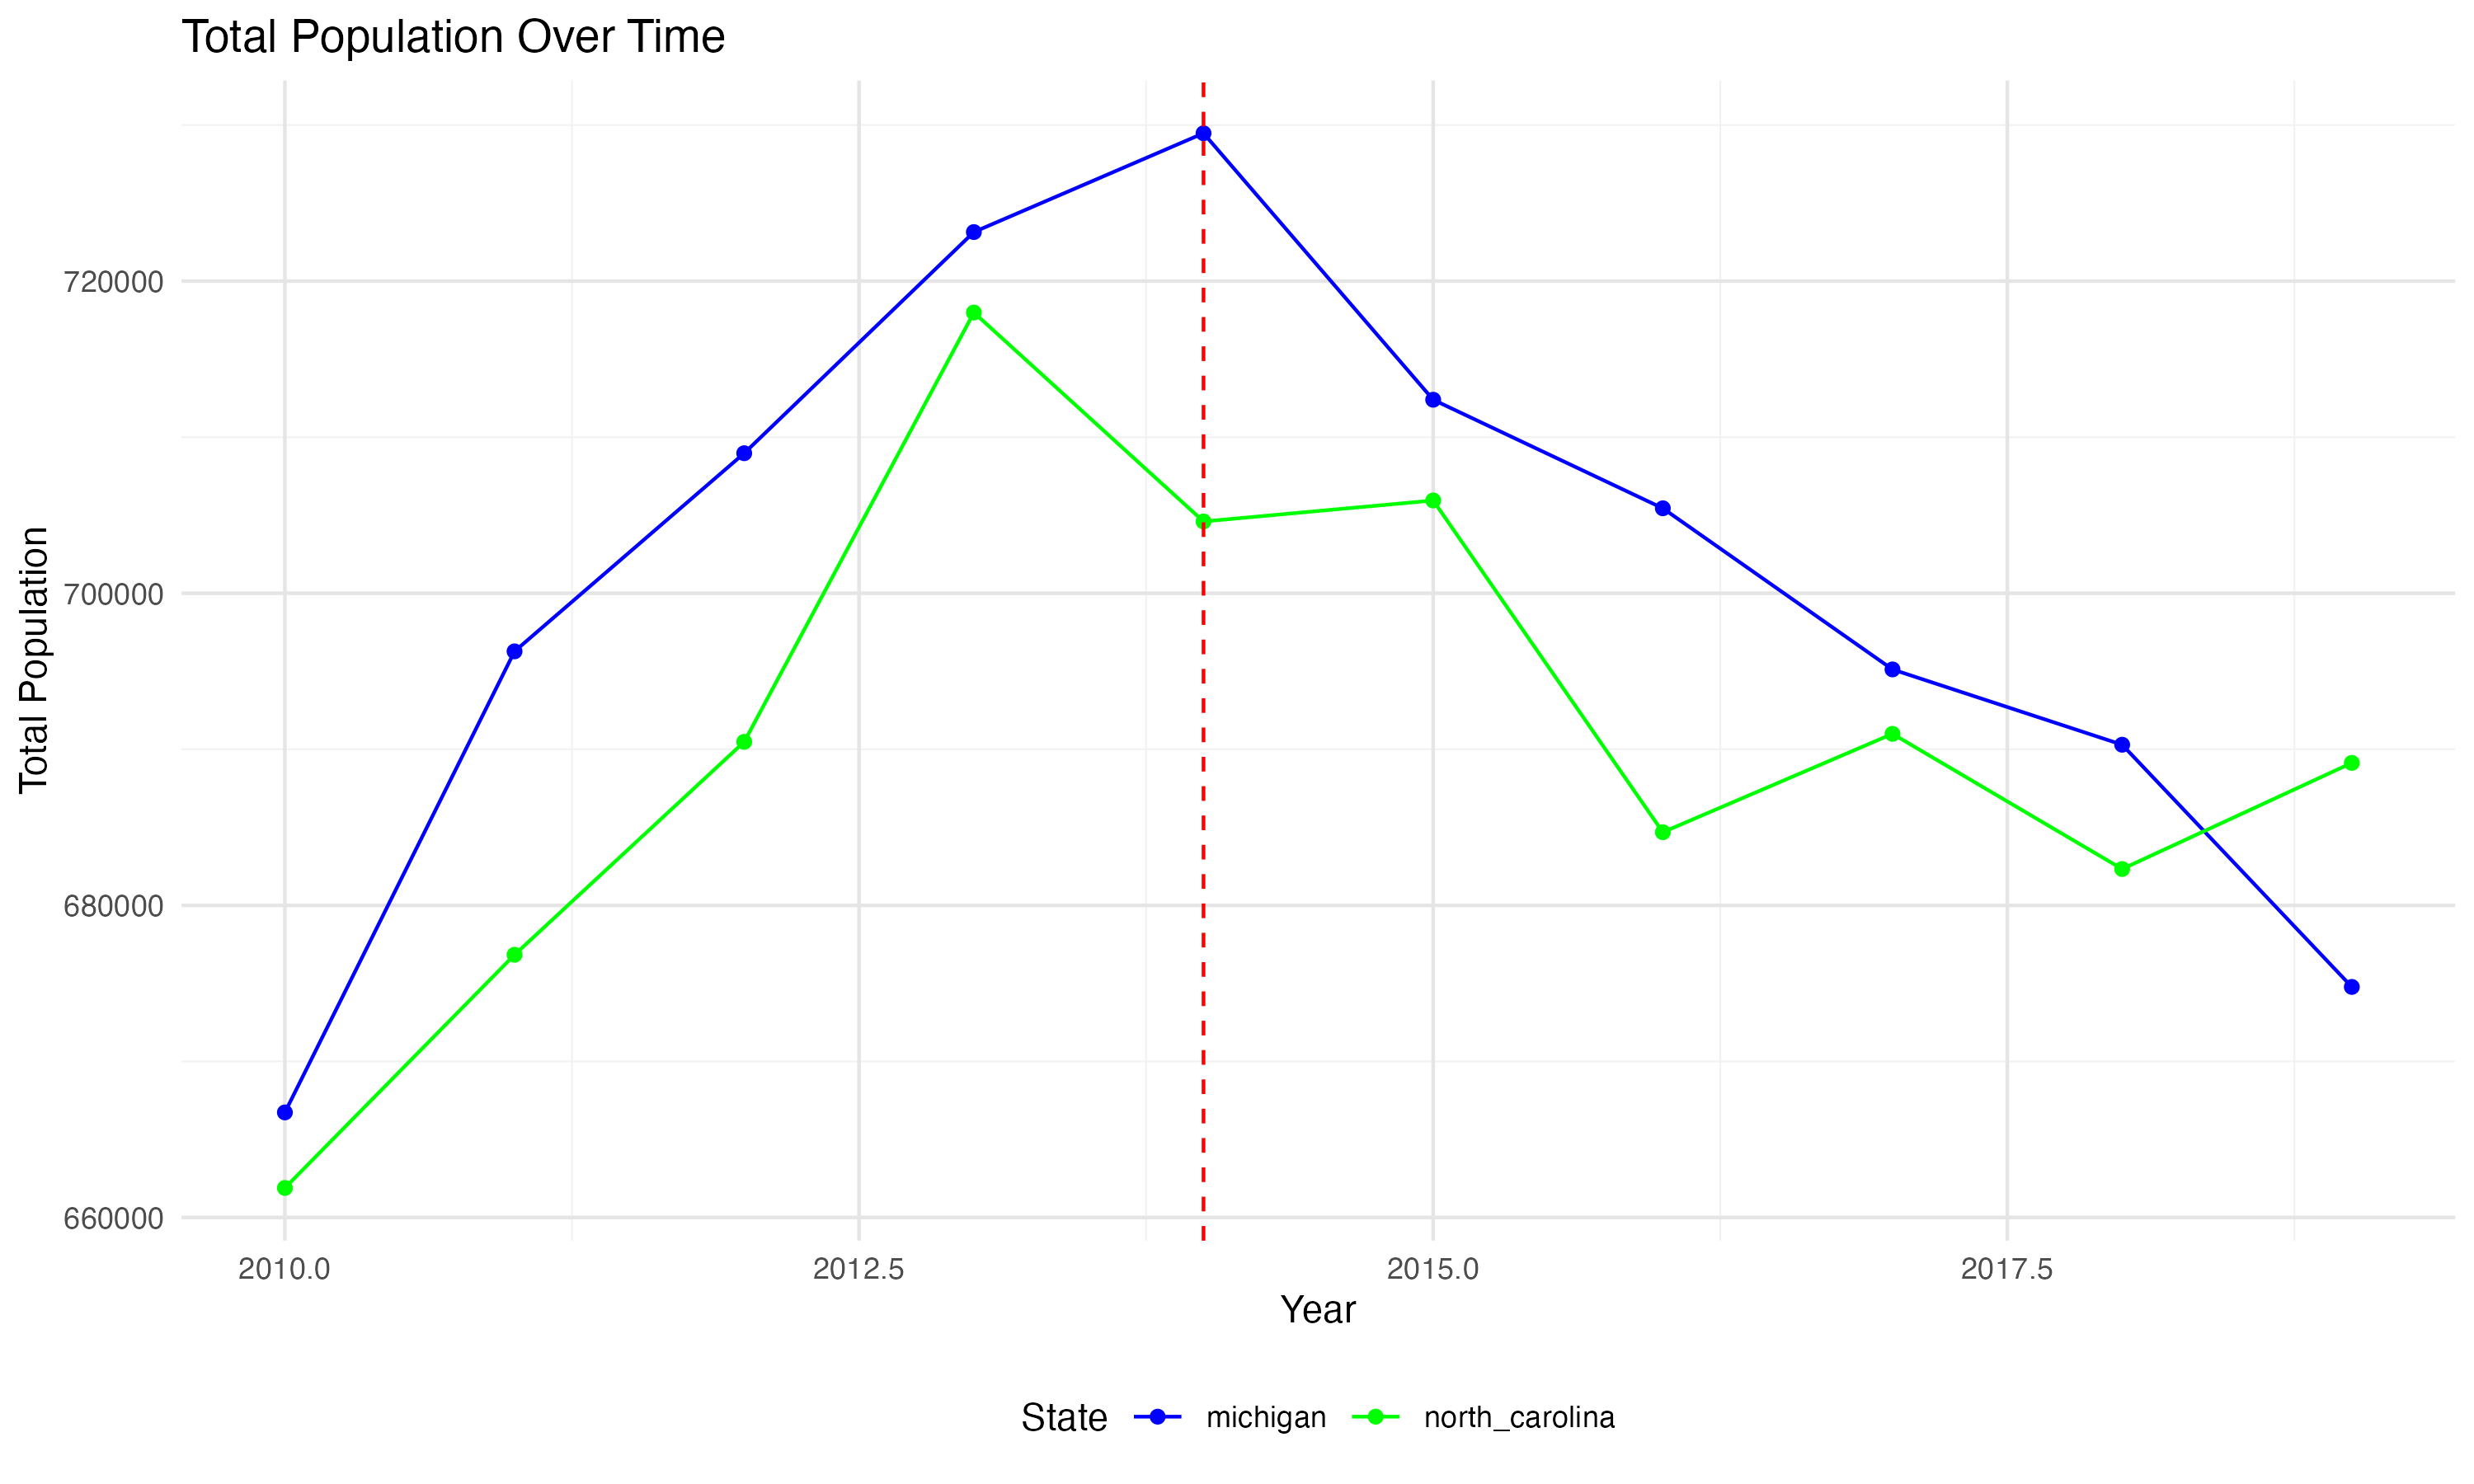 Total Population Over Time
Total Population
720000
700000
680000
660000
2010.0 2012.5 2015.0 2017.5
Year
State michigan north_carolina